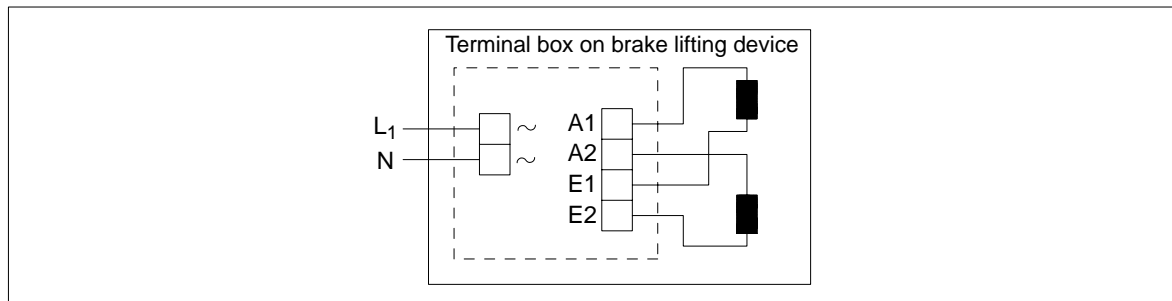 Terminal box on brake lifting device
L₁ ~ A1
N ~ A2
E1
E2